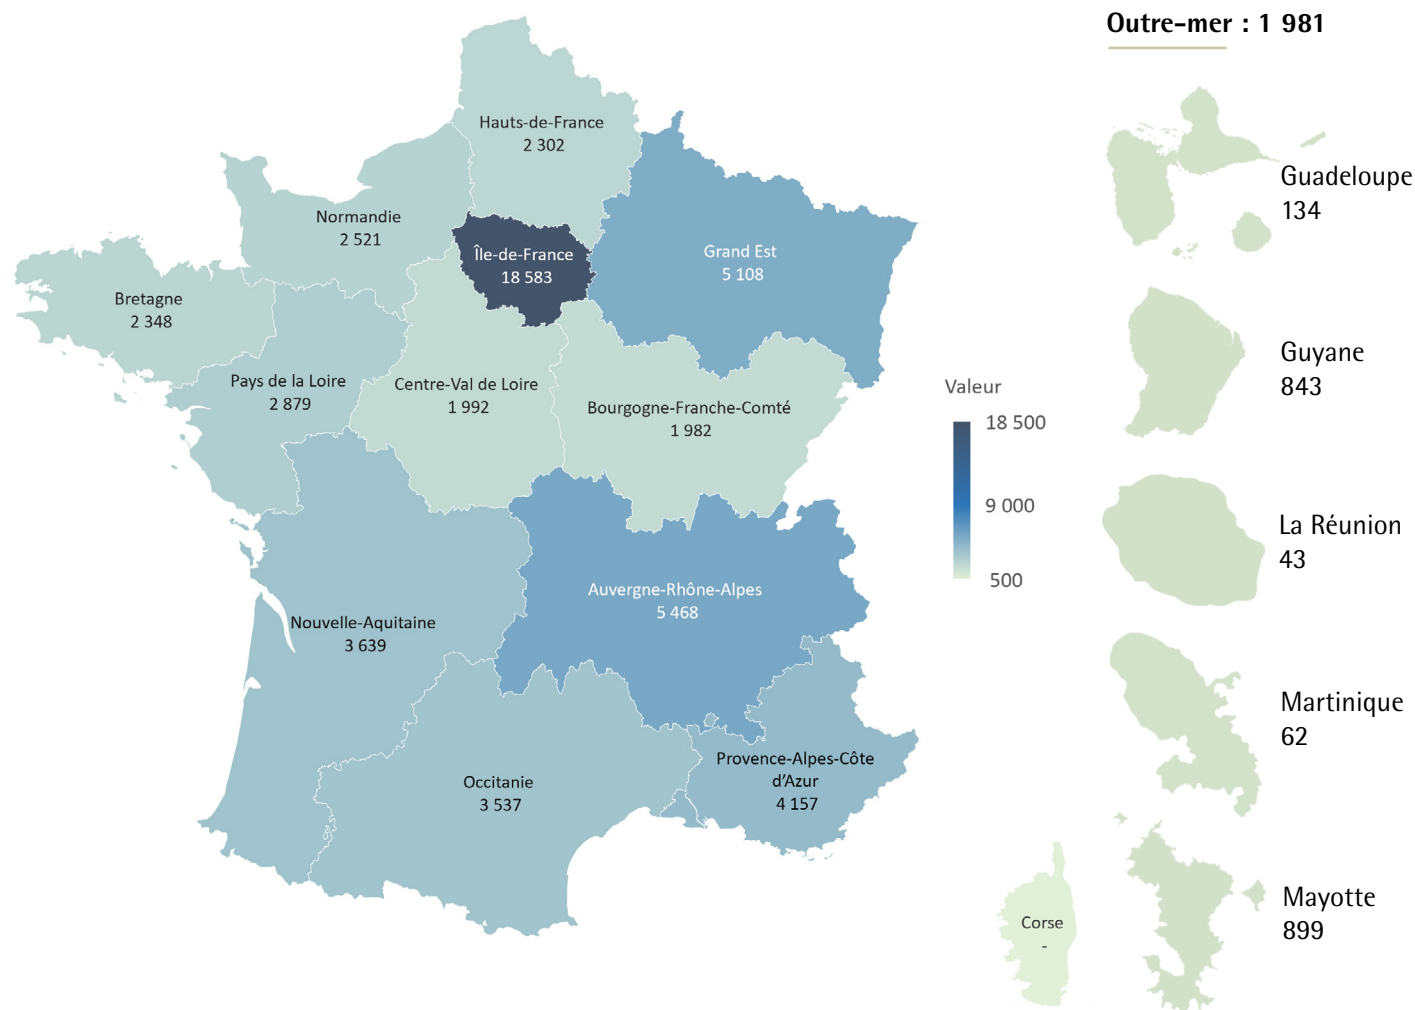 Outre-mer : 1 981
Hauts-de-France
2 302
Normandie
2 521
Île-de-France
18 583
Grand Est
5 108
Bretagne
2 348
Pays de la Loire
2 879
Centre-Val de Loire
1 992
Bourgogne-Franche-Comté
1 982
Auvergne-Rhône-Alpes
5 468
Nouvelle-Aquitaine
3 639
Occitanie
3 537
Provence-Alpes-Côte
d’Azur
4 157
Corse
-
Valeur
18 500
9 000
500
Guadeloupe
134
Guyane
843
La Réunion
43
Martinique
62
Mayotte
899